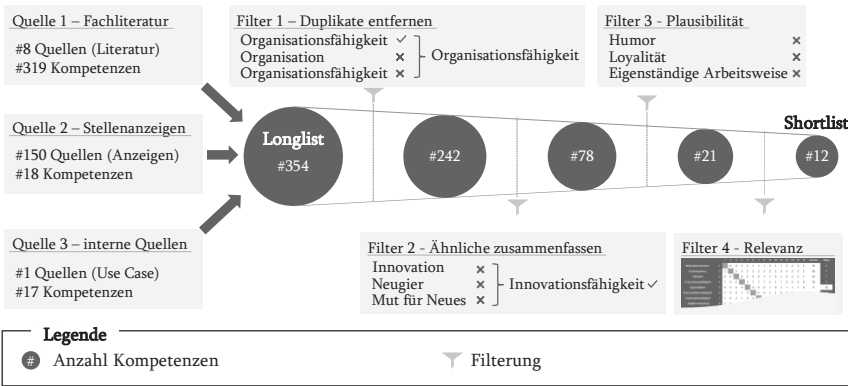 Quelle 1 – Fachliteratur
#8 Quellen (Literatur)
#319 Kompetenzen
Quelle 2 – Stellenanzeigen
#150 Quellen (Anzeigen)
#18 Kompetenzen
Quelle 3 – interne Quellen
#1 Quellen (Use Case)
#17 Kompetenzen
Filter 1 – Duplikate entfernen
Organisationsfähigkeit ✓
Organisation ×
Organisationsfähigkeit ×
Organisationsfähigkeit
Filter 3 - Plausibilität
Humor ×
Loyalität ×
Eigenständige Arbeitsweise ×
Longlist
#354
#242
#78
#21
Shortlist
#12
Filter 2 - Ähnliche zusammenfassen
Innovation ×
Neugier ×
Mut für Neues ×
Innovationsfähigkeit ✓
Filter 4 - Relevanz
Legende
# Anzahl Kompetenzen
Filterung